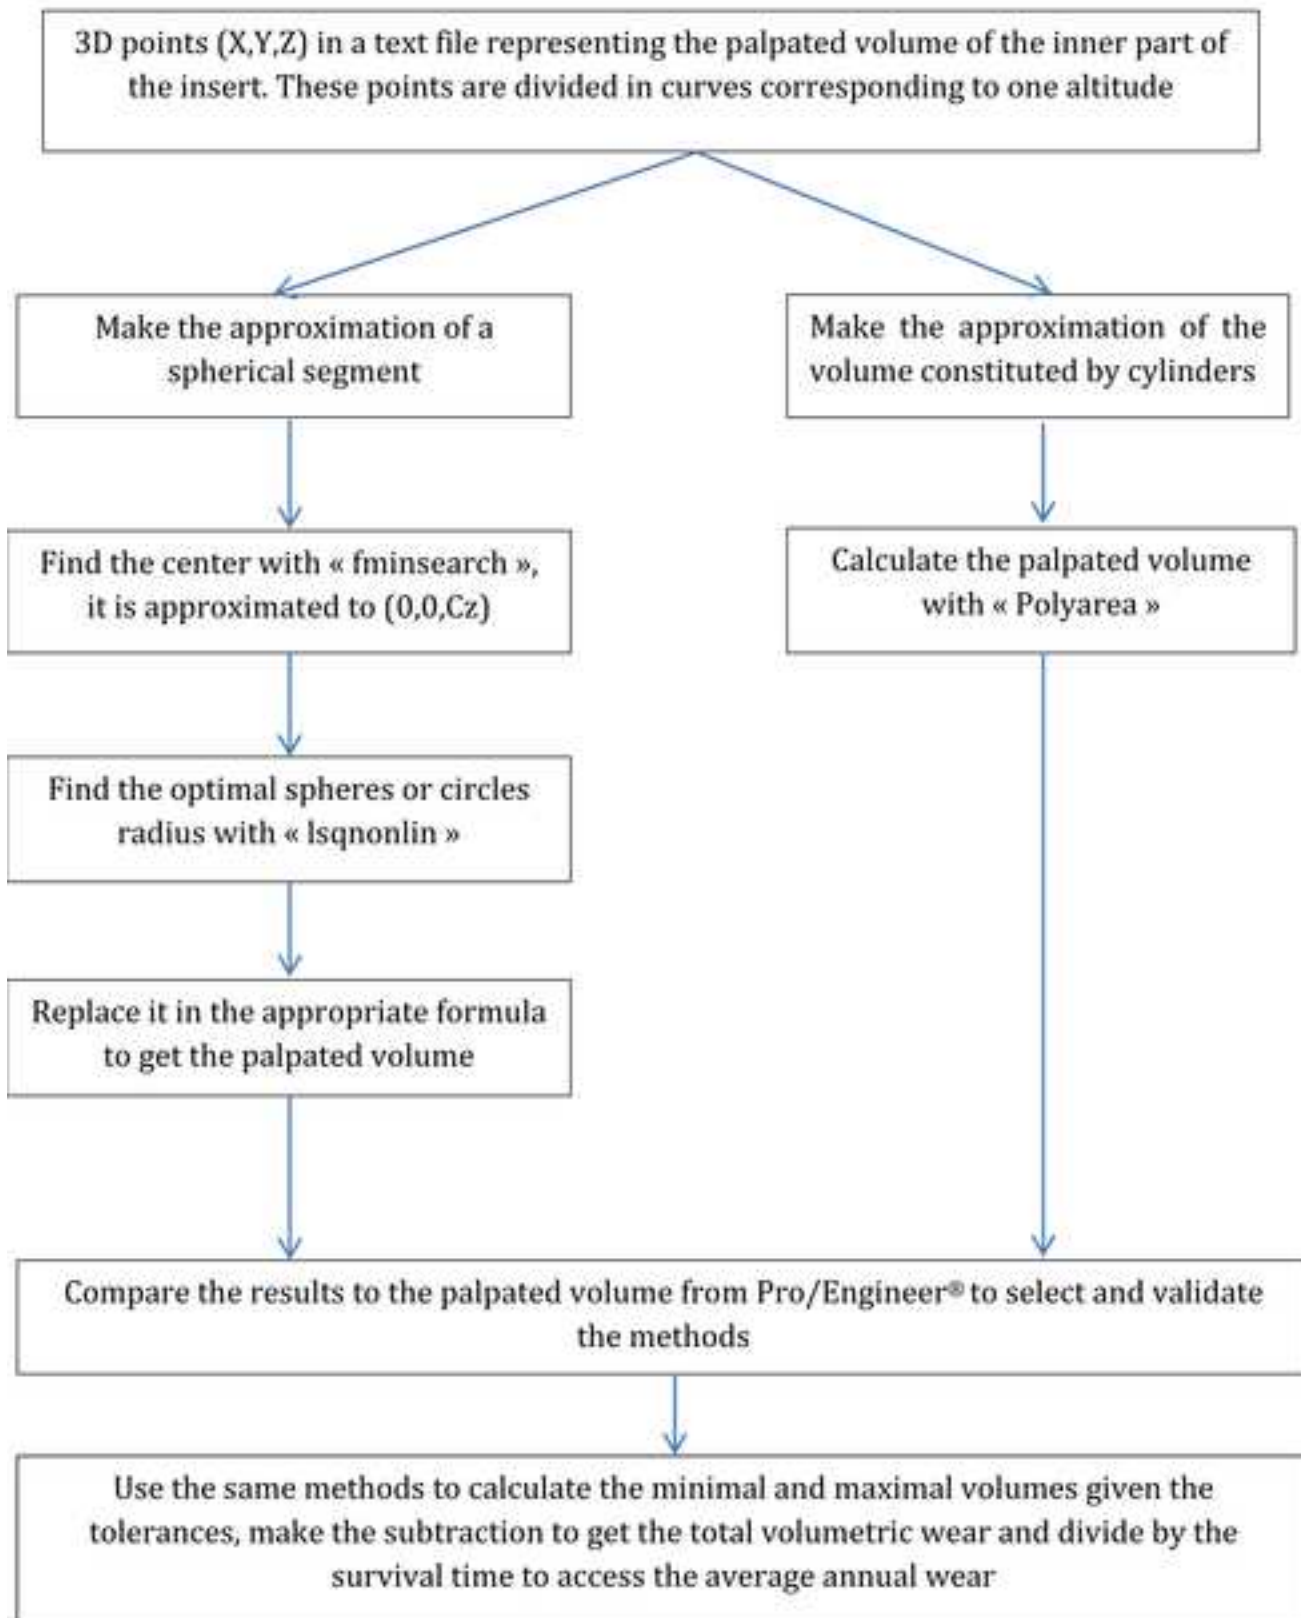 3D points (X,Y,Z) in a text file representing the palpated volume of the inner part of
the insert. These points are divided in curves corresponding to one altitude
Make the approximation of a
spherical segment
Make the approximation of the
volume constituted by cylinders
Find the center with « fminsearch »,
it is approximated to (0,0,Cz)
Calculate the palpated volume
with « Polyarea »
Find the optimal spheres or circles
radius with « lsqnonlin »
Replace it in the appropriate formula
to get the palpated volume
Compare the results to the palpated volume from Pro/Engineer® to select and validate
the methods
Use the same methods to calculate the minimal and maximal volumes given the
tolerances, make the subtraction to get the total volumetric wear and divide by the
survival time to access the average annual wear